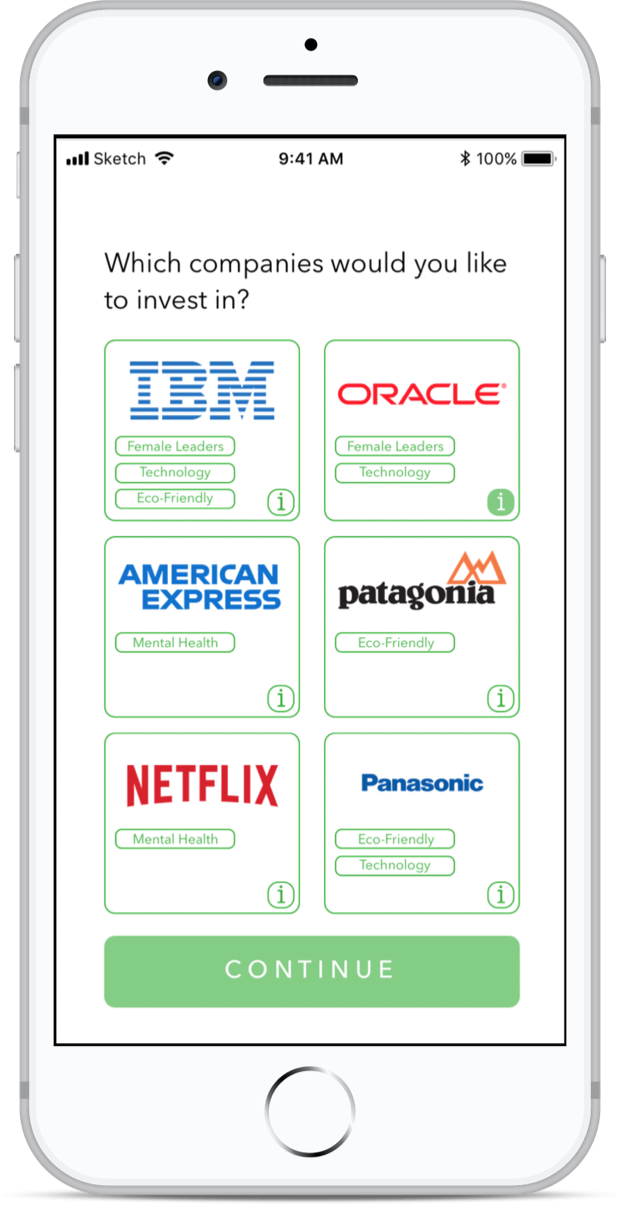 Sketch 9:41 AM 100%
Which companies would you like
to invest in?
IBM
Female Leaders
Technology
Eco-Friendly
i
ORACLE®
Female Leaders
Technology
i
AMERICAN
EXPRESS
Mental Health
i
patagonia
Eco-Friendly
i
NETFLIX
Mental Health
i
Panasonic
Eco-Friendly
Technology
i
CONTINUE